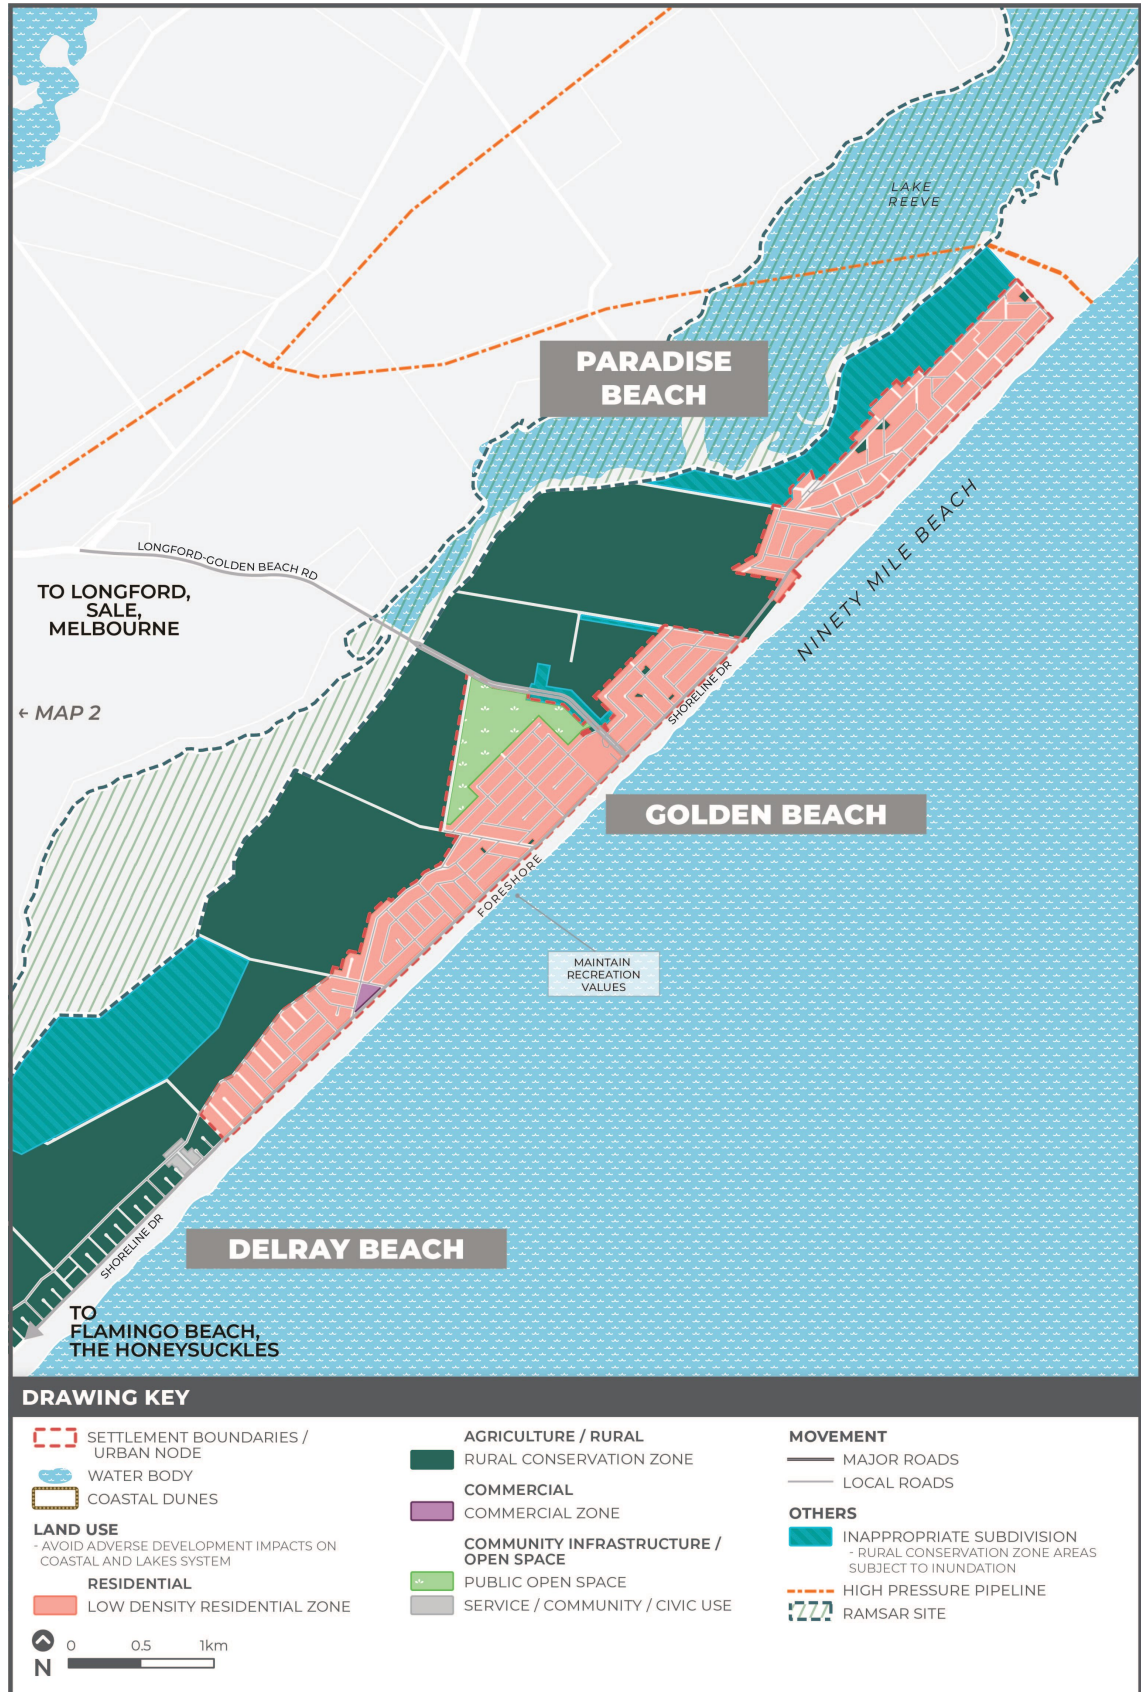 LAKE
REEVE
PARADISE
BEACH
NINETY MILE BEACH
LONGFORD-GOLDEN BEACH RD
TO LONGFORD,
SALE,
MELBOURNE
← MAP 2
SHORELINE DR
GOLDEN BEACH
FORESHORE
MAINTAIN
RECREATION
VALUES
DELRAY BEACH
SHORELINE DR
TO
FLAMINGO BEACH,
THE HONEYSUCKLES
DRAWING KEY
SETTLEMENT BOUNDARIES /
URBAN NODE
WATER BODY
COASTAL DUNES
LAND USE
- AVOID ADVERSE DEVELOPMENT IMPACTS ON
COASTAL AND LAKES SYSTEM
RESIDENTIAL
LOW DENSITY RESIDENTIAL ZONE
0 0.5 1km
N
AGRICULTURE / RURAL
RURAL CONSERVATION ZONE
COMMERCIAL
COMMERCIAL ZONE
COMMUNITY INFRASTRUCTURE /
OPEN SPACE
PUBLIC OPEN SPACE
SERVICE / COMMUNITY / CIVIC USE
MOVEMENT
MAJOR ROADS
LOCAL ROADS
OTHERS
INAPPROPRIATE SUBDIVISION
- RURAL CONSERVATION ZONE AREAS
SUBJECT TO INUNDATION
HIGH PRESSURE PIPELINE
RAMSAR SITE